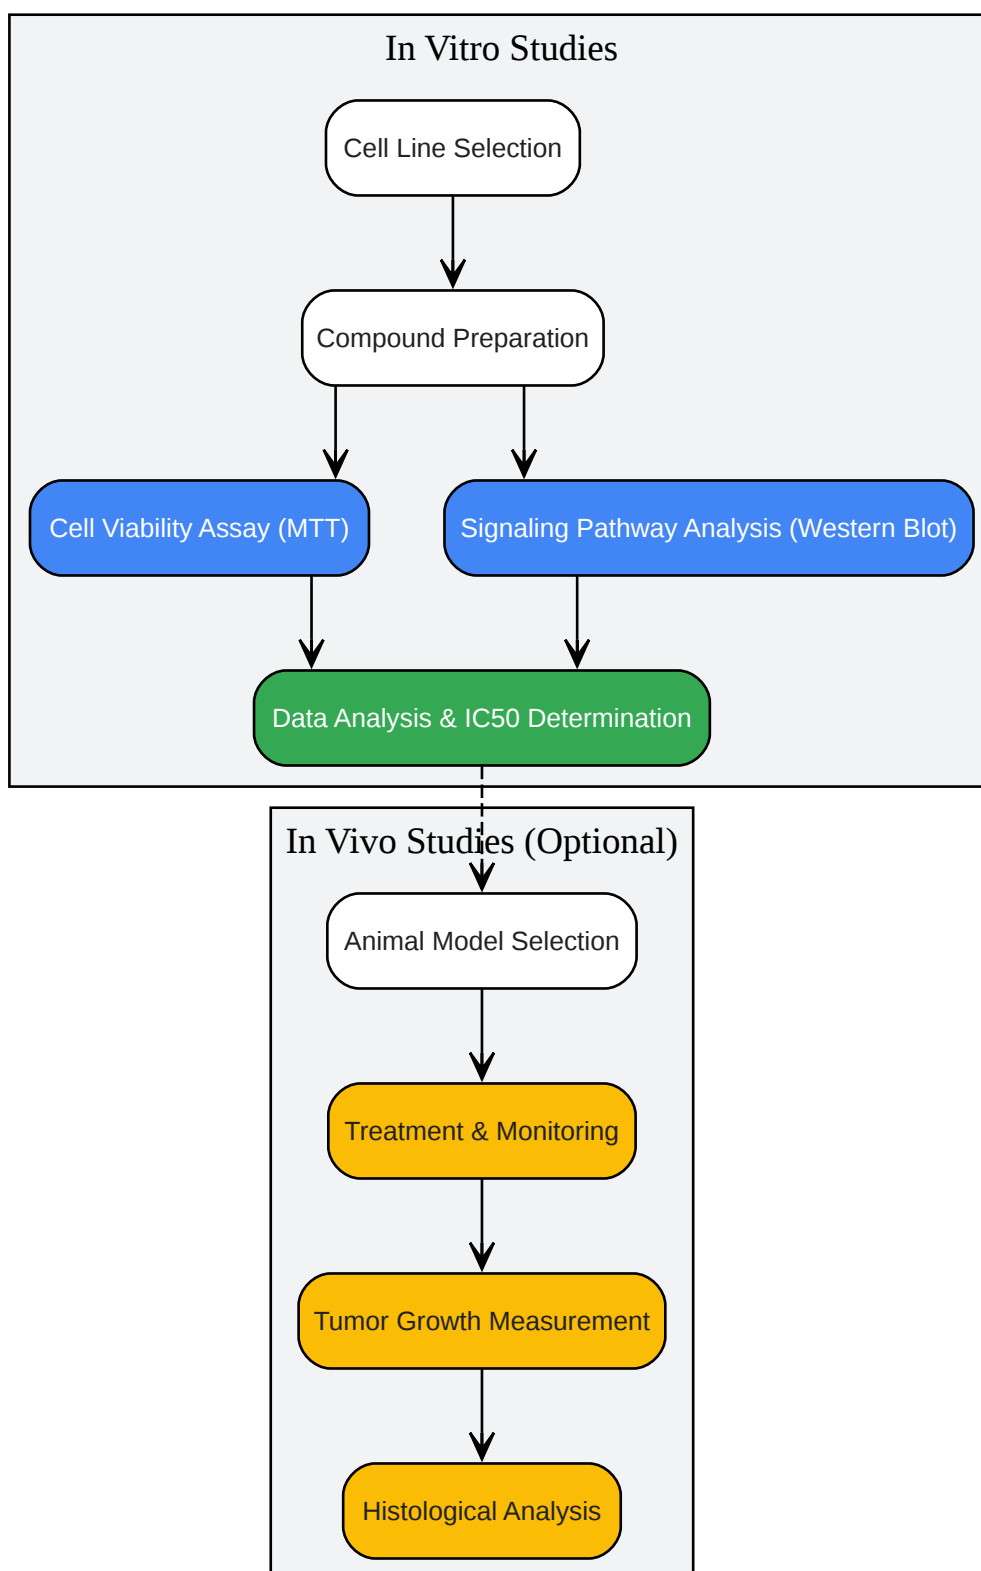 In Vitro Studies
Cell Line Selection
Compound Preparation
Cell Viability Assay (MTT)
Signaling Pathway Analysis (Western Blot)
Data Analysis & IC50 Determination
In Vivo Studies (Optional)
Animal Model Selection
Treatment & Monitoring
Tumor Growth Measurement
Histological Analysis